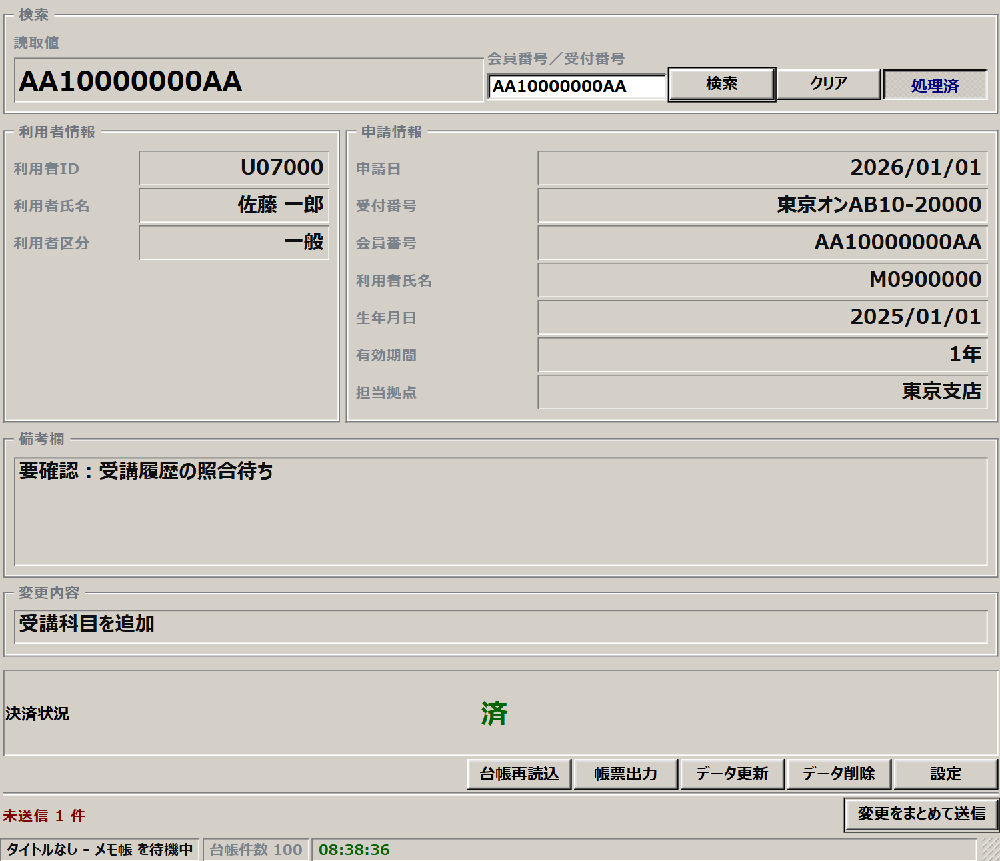 検索
読取値
AA10000000AA
会員番号／受付番号
AA10000000AA
検索
クリア
処理済
利用者情報
利用者ID
U07000
利用者氏名
佐藤 一郎
利用者区分
一般
申請情報
申請日
2026/01/01
受付番号
東京オンAB10-20000
会員番号
AA10000000AA
利用者氏名
M0900000
生年月日
2025/01/01
有効期間
1年
担当拠点
東京支店
備考欄
要確認：受講履歴の照合待ち
変更内容
受講科目を追加
決済状況
済
台帳再読込
帳票出力
データ更新
データ削除
設定
未送信 1 件
変更をまとめて送信
タイトルなし - メモ帳 を待機中
台帳件数 100
08:38:36